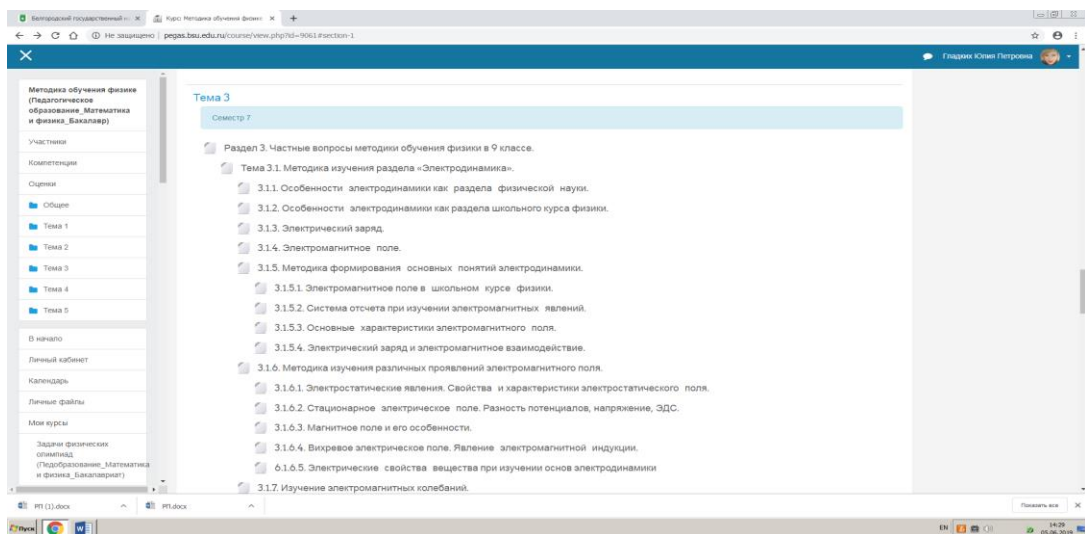 Белгородский государственный
Курс: Методика обучения физик
Не защищено | pegas.bsu.edu.ru/course/view.php?id=9061#section-1
Гладких Юлия Петровна
Методика обучения физике
(Педагогическое
образование_Математика
и физика_Бакалавр)
Участники
Компетенции
Оценки
Общее
Тема 1
Тема 2
Тема 3
Тема 4
Тема 5
В начало
Личный кабинет
Календарь
Личные файлы
Мои курсы
Задачи физических
олимпиад
(Педобразование_Математика
и физика_Бакалавриат)
Тема 3
Семестр 7
Раздел 3. Частные вопросы методики обучения физики в 9 классе.
Тема 3.1. Методика изучения раздела «Электродинамика».
3.1.1. Особенности электродинамики как раздела физической науки.
3.1.2. Особенности электродинамики как раздела школьного курса физики.
3.1.3. Электрический заряд.
3.1.4. Электромагнитное поле.
3.1.5. Методика формирования основных понятий электродинамики.
3.1.5.1. Электромагнитное поле в школьном курсе физики.
3.1.5.2. Система отсчета при изучении электромагнитных явлений.
3.1.5.3. Основные характеристики электромагнитного поля.
3.1.5.4. Электрический заряд и электромагнитное взаимодействие.
3.1.6. Методика изучения различных проявлений электромагнитного поля.
3.1.6.1. Электростатические явления. Свойства и характеристики электростатического поля.
3.1.6.2. Стационарное электрическое поле. Разность потенциалов, напряжение, ЭДС.
3.1.6.3. Магнитное поле и его особенности.
3.1.6.4. Вихревое электрическое поле. Явление электромагнитной индукции.
6.1.6.5. Электрические свойства вещества при изучении основ электродинамики
3.1.7. Изучение электромагнитных колебаний.
РП (1).docx
РП.docx
Показать все
Пуск
EN
14:29
05.06.2019